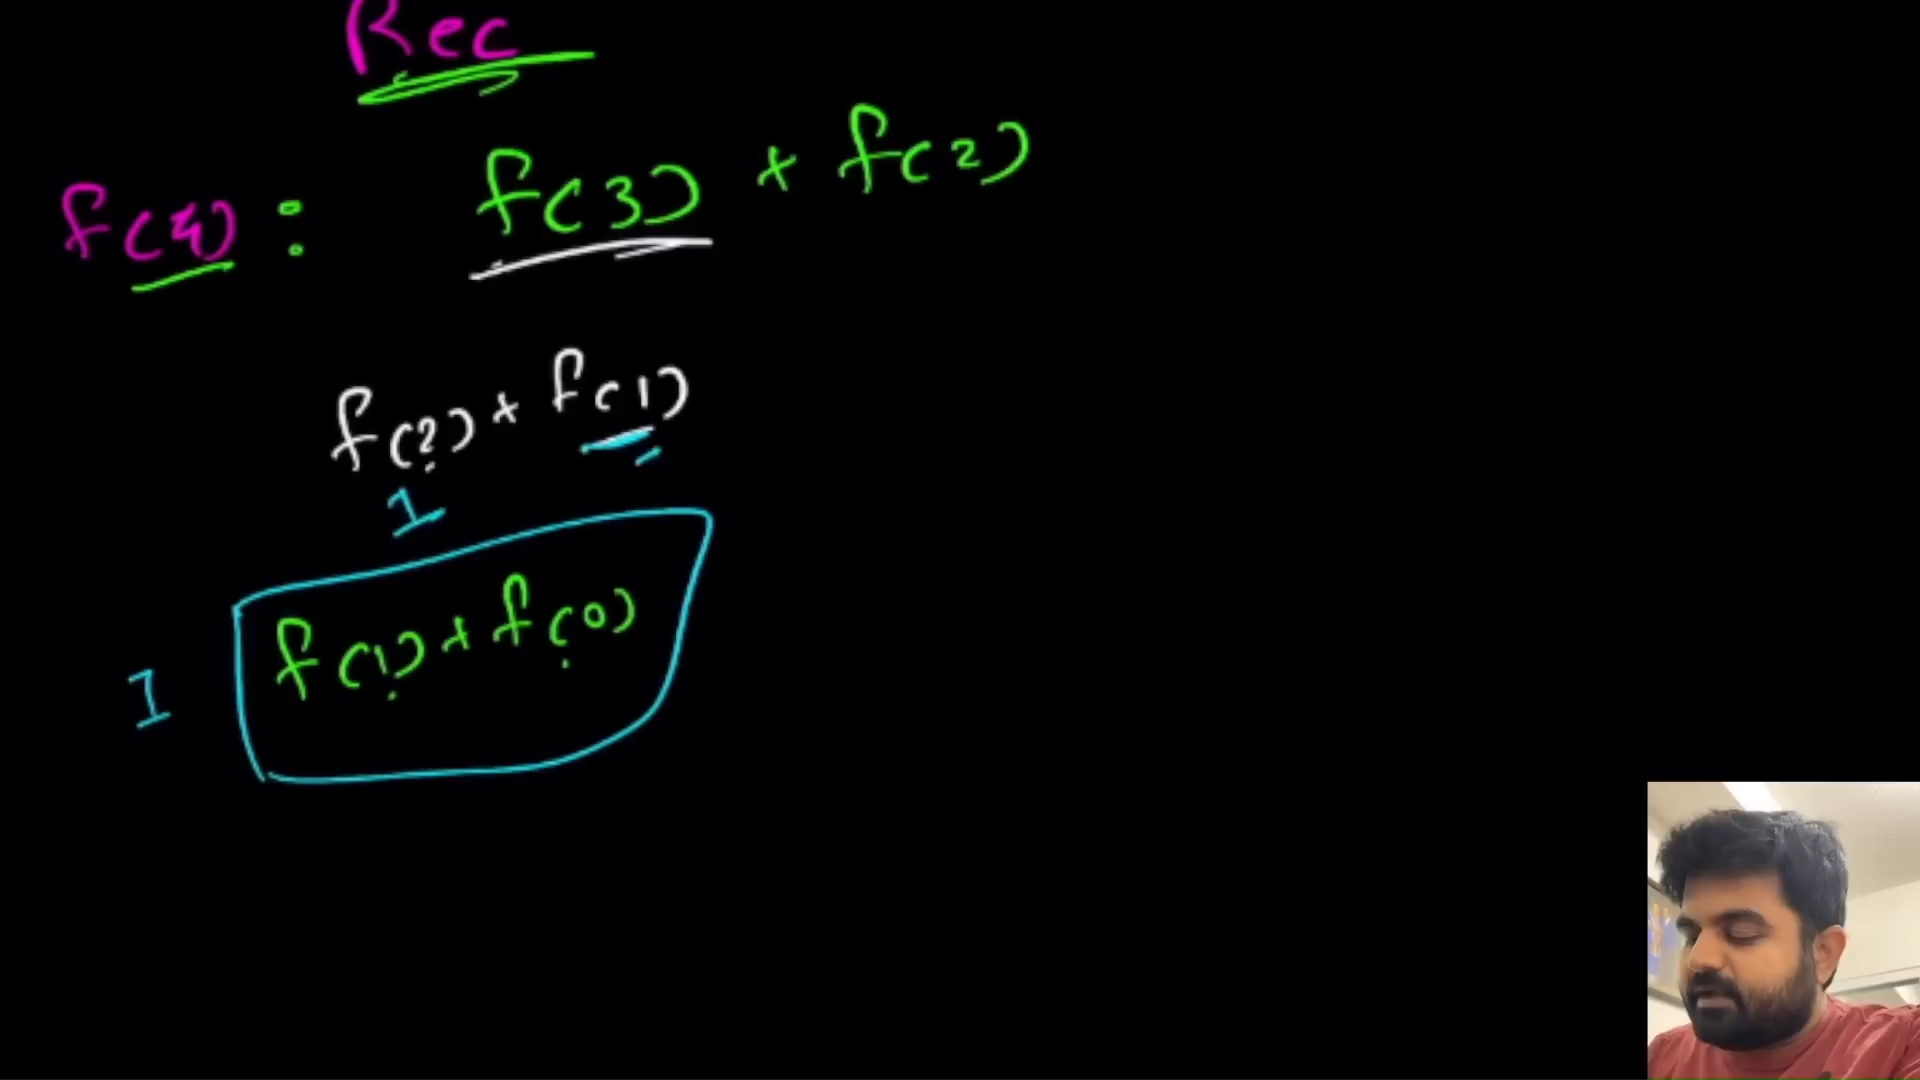 Rec
f(4) : f(3) + f(2)
f(2) + f(1)
1
f(1) + f(0)
1